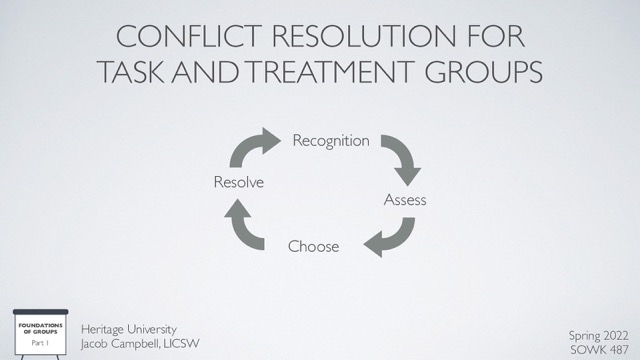 CONFLICT RESOLUTION FOR
TASK AND TREATMENT GROUPS
Recognition
Resolve
Assess
Choose
FOUNDATIONS
OF GROUPS
Part 1
Heritage University
Jacob Campbell, LICSW
Spring 2022
SOWK 487